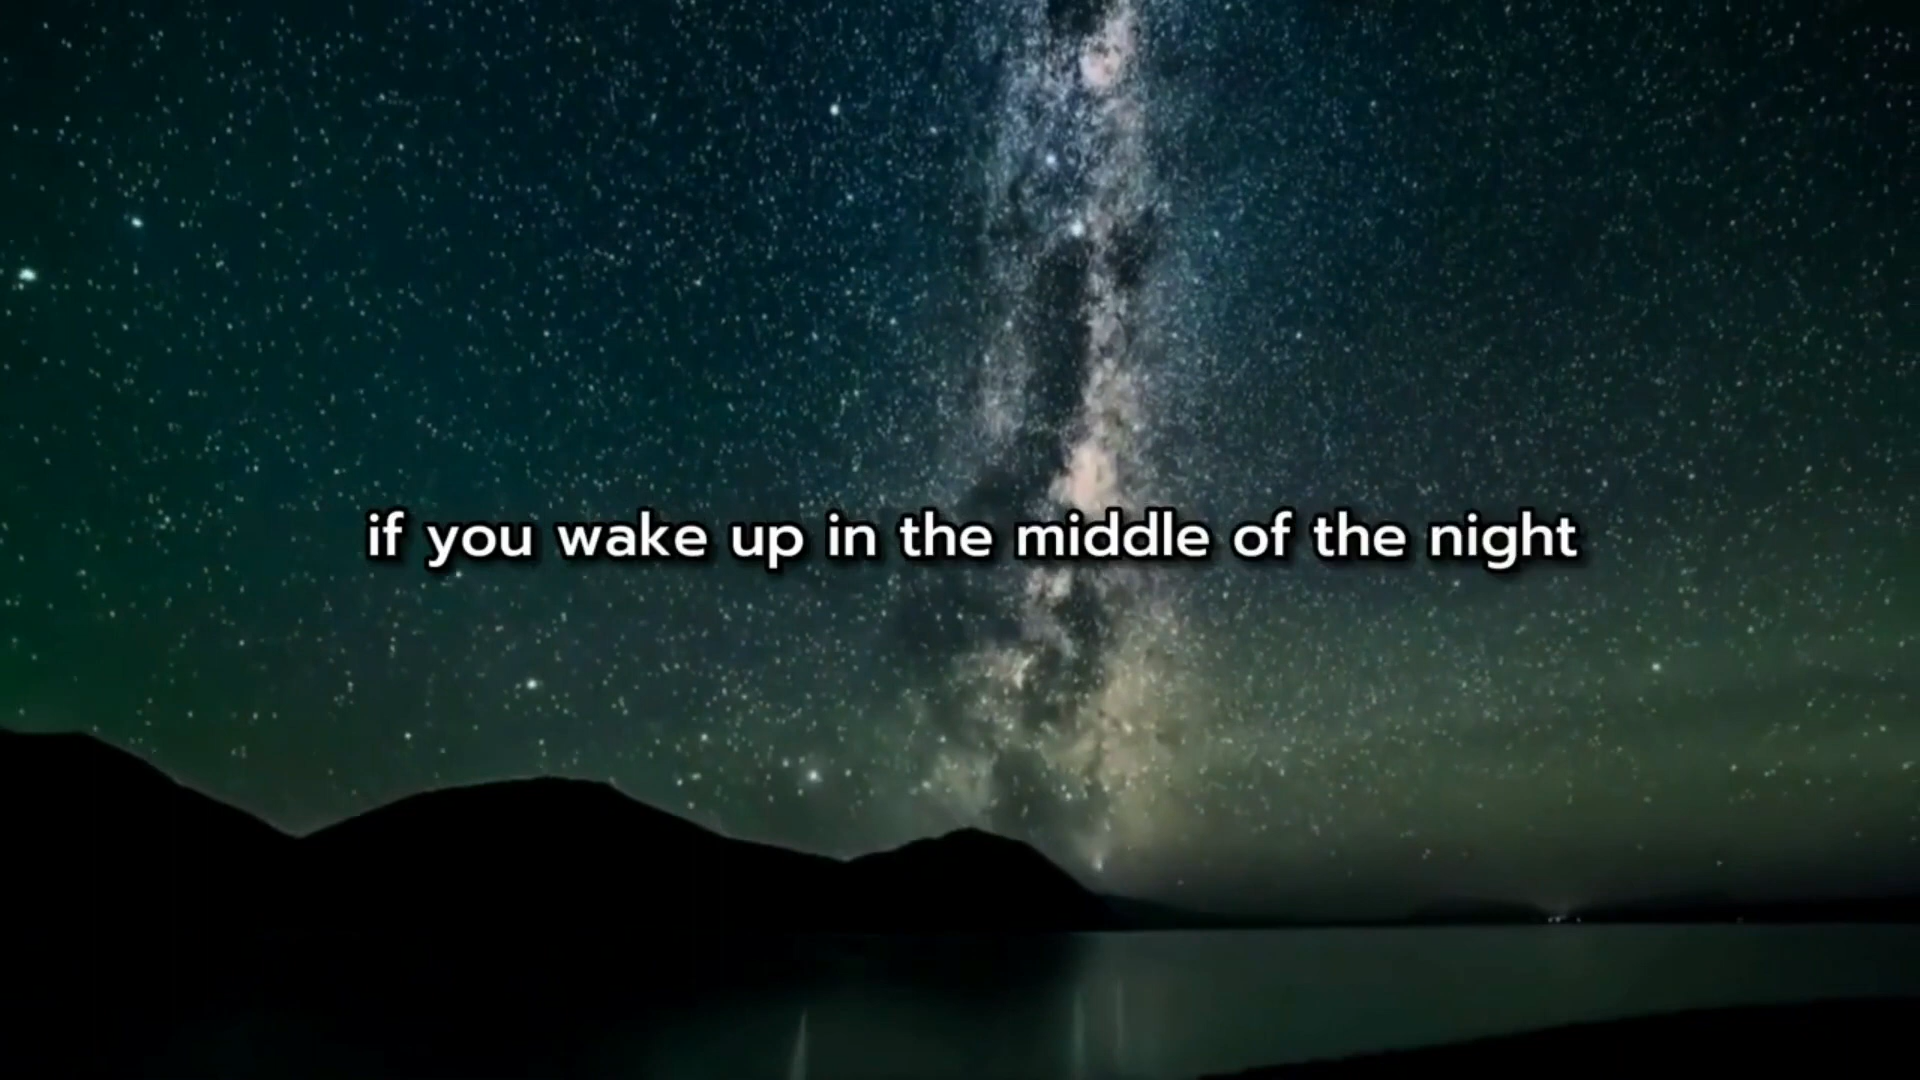 if you wake up in the middle of the night